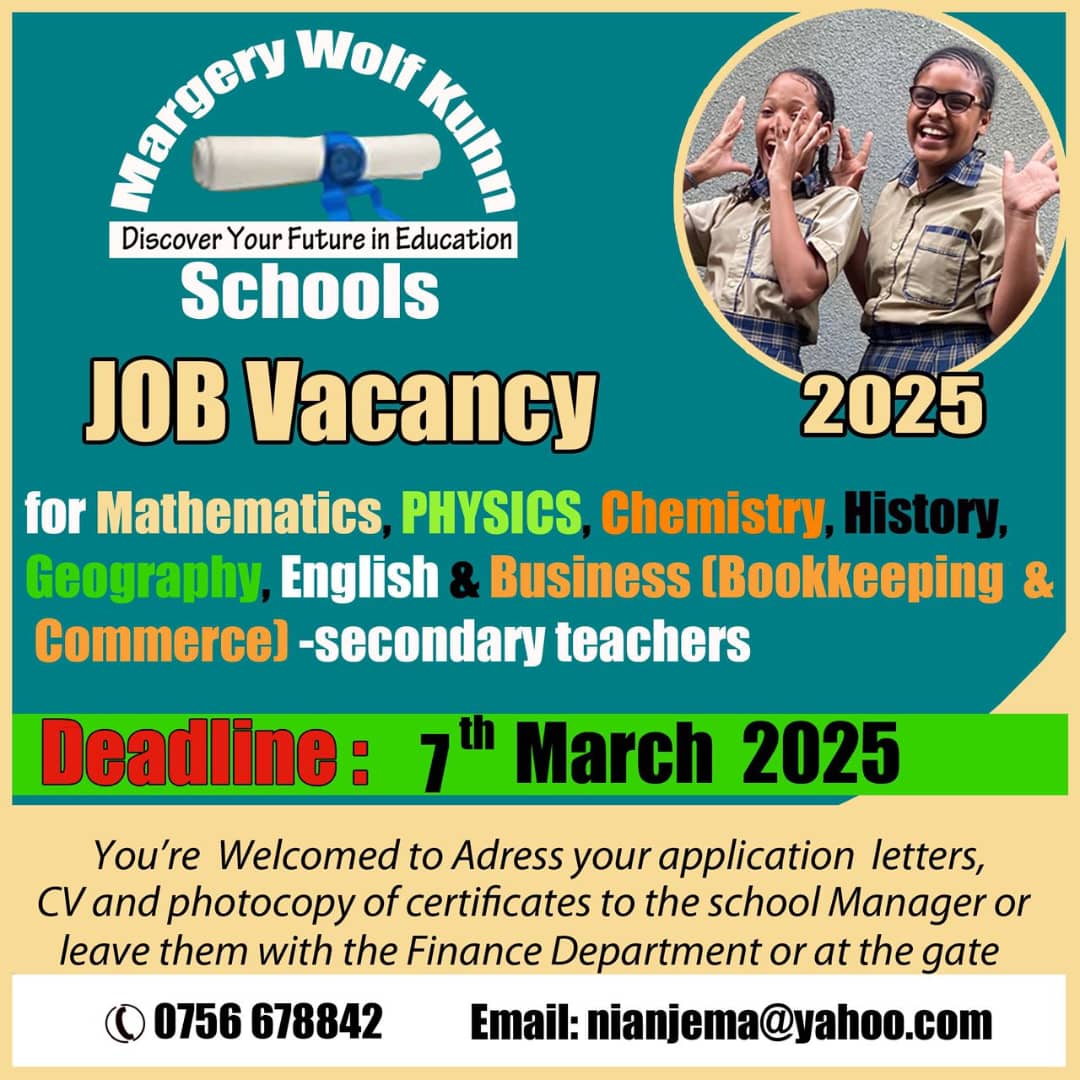 Margery Wolf Kuhn
Discover Your Future in Education
Schools
JOB Vacancy
2025
for Mathematics, PHYSICS, Chemistry, History,
Geography, English & Business (Bookkeeping &
Commerce) -secondary teachers
Deadline : 7th March 2025
You're Welcomed to Adress your application letters,
CV and photocopy of certificates to the school Manager or
leave them with the Finance Department or at the gate
0756 678842 Email: nianjema@yahoo.com